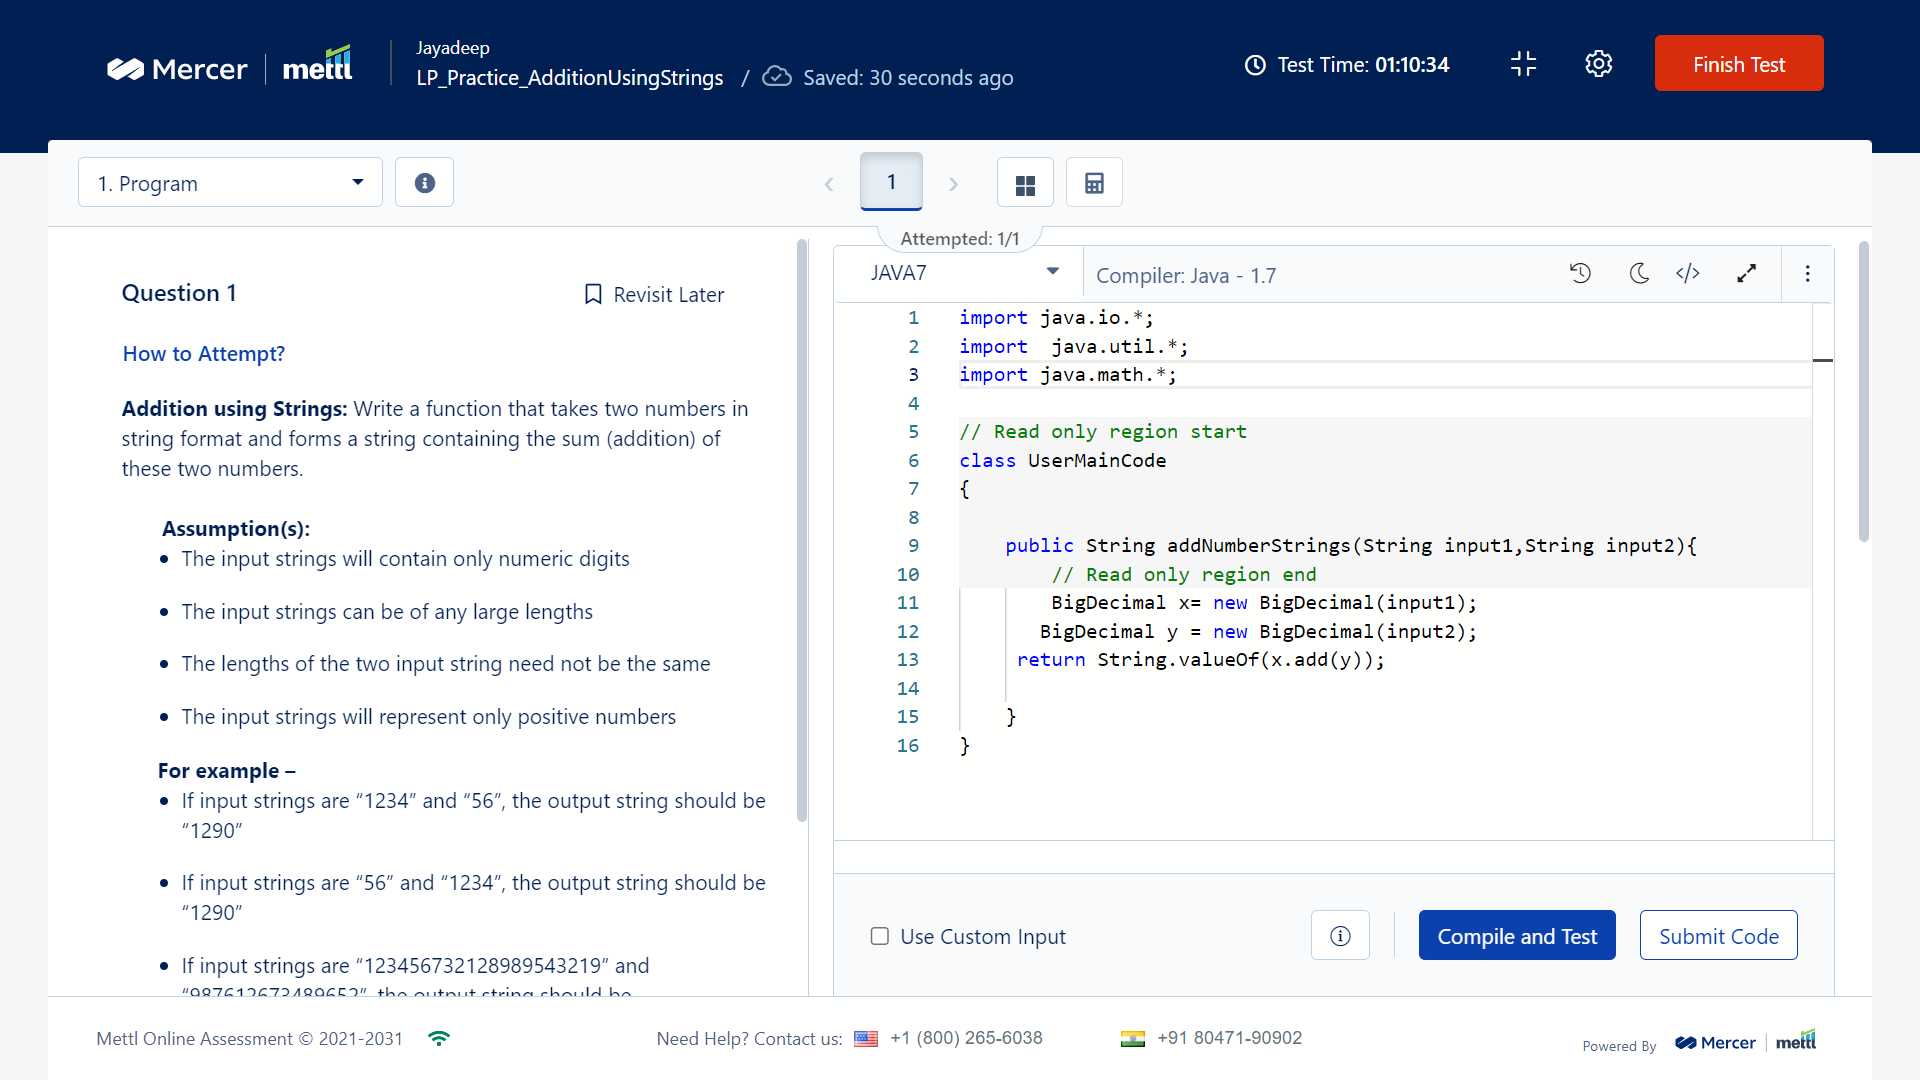 Mercer mettl
Jayadeep
LP_Practice_AdditionUsingStrings / Saved: 30 seconds ago
Test Time: 01:10:34
Finish Test
1. Program
1
Attempted: 1/1
Question 1
Revisit Later
How to Attempt?
Addition using Strings: Write a function that takes two numbers in
string format and forms a string containing the sum (addition) of
these two numbers.
Assumption(s):
• The input strings will contain only numeric digits
• The input strings can be of any large lengths
• The lengths of the two input string need not be the same
• The input strings will represent only positive numbers
For example –
• If input strings are “1234” and “56”, the output string should be
“1290”
• If input strings are “56” and “1234”, the output string should be
“1290”
• If input strings are “123456732128989543219” and
“987612673489652”, the output string should be
JAVA7
Compiler: Java - 1.7
1 import java.io.*;
2 import  java.util.*;
3 import java.math.*;
4
5 // Read only region start
6 class UserMainCode
7 {
8
9     public String addNumberStrings(String input1,String input2){
10         // Read only region end
11         BigDecimal x= new BigDecimal(input1);
12        BigDecimal y = new BigDecimal(input2);
13      return String.valueOf(x.add(y));
14
15     }
16 }
Use Custom Input
Compile and Test
Submit Code
Mettl Online Assessment © 2021-2031
Need Help? Contact us: +1 (800) 265-6038
+91 80471-90902
Powered By Mercer mettl